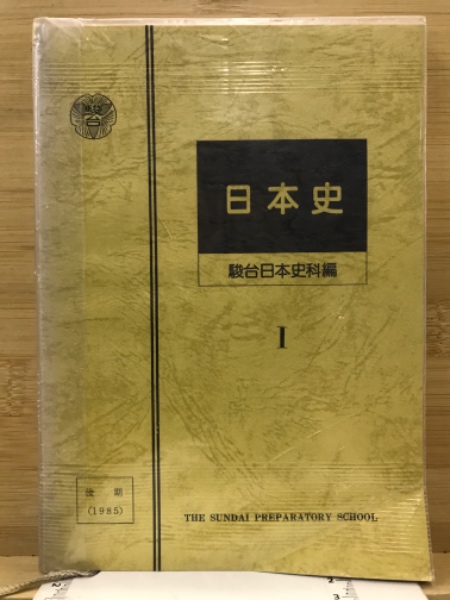 日本史
駿台日本史科編
I
後期
(1985)
THE SUNDAI PREPARATORY SCHOOL